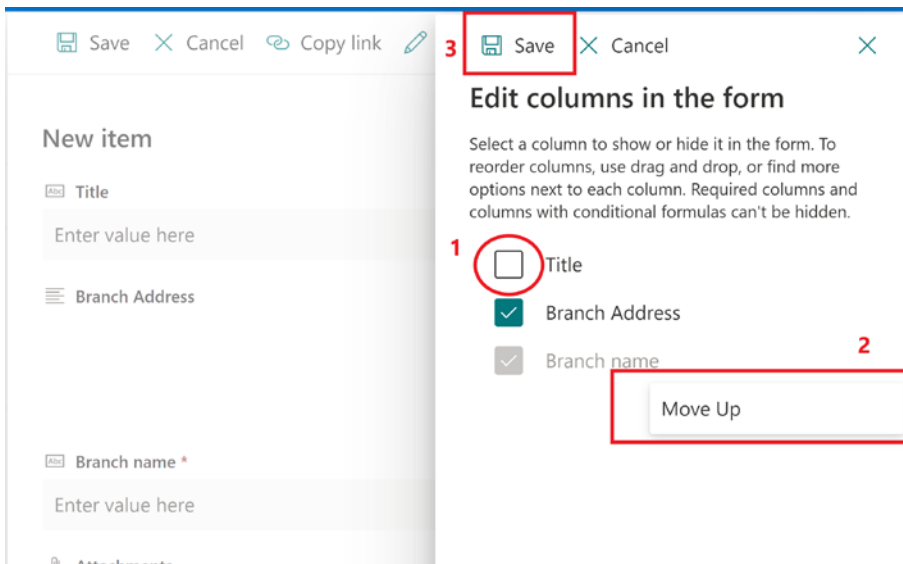 Save Cancel Copy link
New item
Abc Title
Enter value here
Branch Address
Abc Branch name *
Enter value here
Attachments
3 Save Cancel
Edit columns in the form
Select a column to show or hide it in the form. To
reorder columns, use drag and drop, or find more
options next to each column. Required columns and
columns with conditional formulas can't be hidden.
1 Title
Branch Address
Branch name
2
Move Up